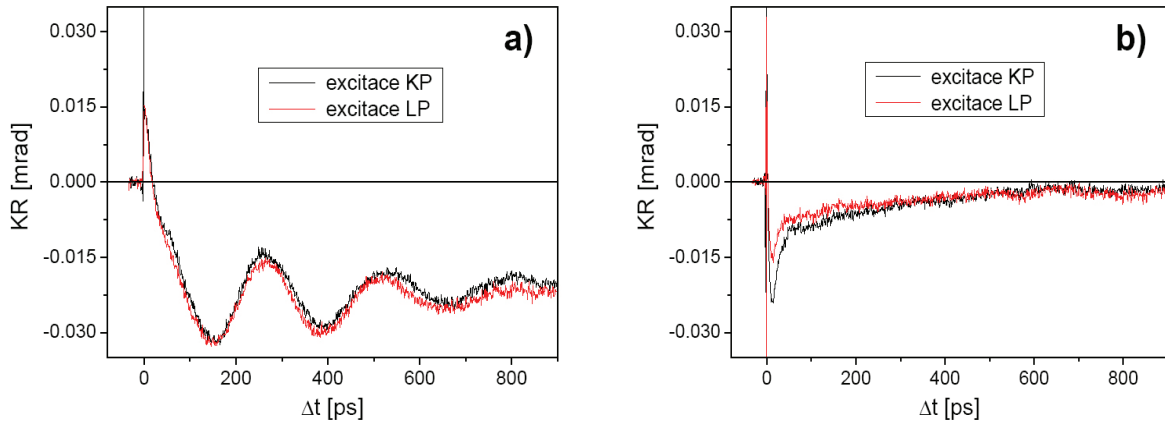 a)
excitace KP
excitace LP
KR [mrad]
0.030
0.015
0.000
-0.015
-0.030
0
200
400
600
800
Δt [ps]
b)
excitace KP
excitace LP
KR [mrad]
0.030
0.015
0.000
-0.015
-0.030
0
200
400
600
800
Δt [ps]